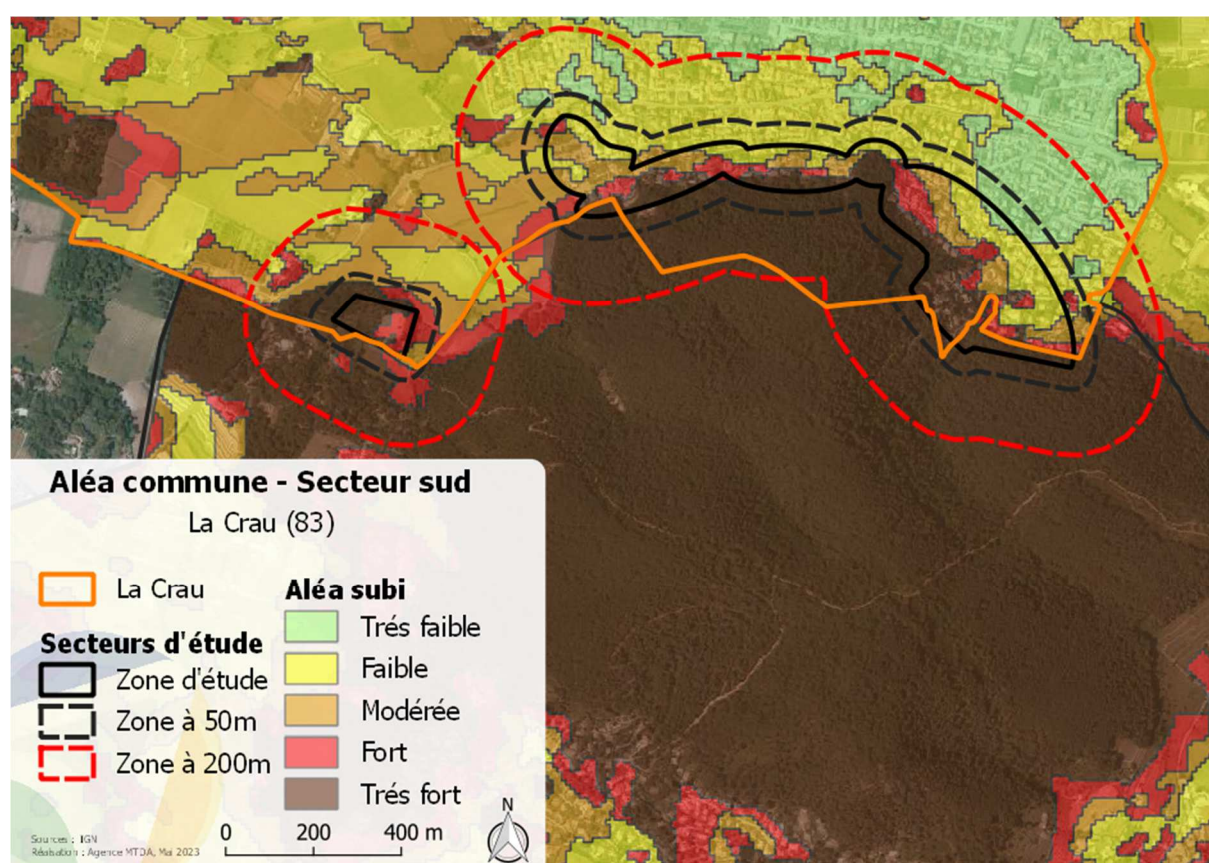 Aléa commune - Secteur sud
La Crau (83)
La Crau
Secteurs d'étude
Zone d'étude
Zone à 50m
Zone à 200m
Aléa subi
Trés faible
Faible
Modérée
Fort
Trés fort
Sources : IGN
Réalisation : Agence MTDA, Mai 2023
0 200 400 m
N